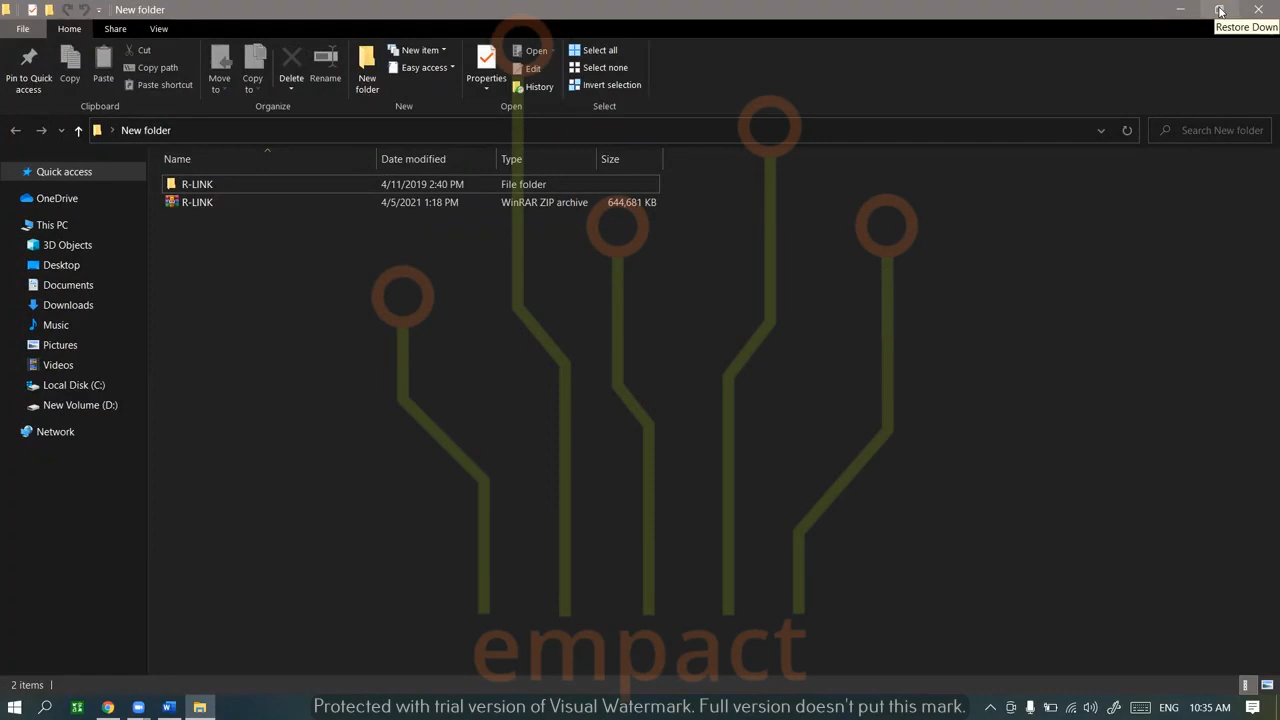 New folder
Restore Down
File Home Share View
Pin to Quick access
Copy
Paste
Cut
Copy path
Paste shortcut
Clipboard
Move to
Copy to
Delete
Rename
Organize
New folder
New item
Easy access
New
Properties
Open
Edit
History
Open
Select all
Select none
Invert selection
Select
New folder
Search New folder
Name Date modified Type Size
R-LINK 4/11/2019 2:40 PM File folder
R-LINK 4/5/2021 1:18 PM WinRAR ZIP archive 644,681 KB
Quick access
OneDrive
This PC
3D Objects
Desktop
Documents
Downloads
Music
Pictures
Videos
Local Disk (C:)
New Volume (D:)
Network
empact
2 items
Protected with trial version of Visual Watermark. Full version doesn't put this mark.
ENG 10:35 AM